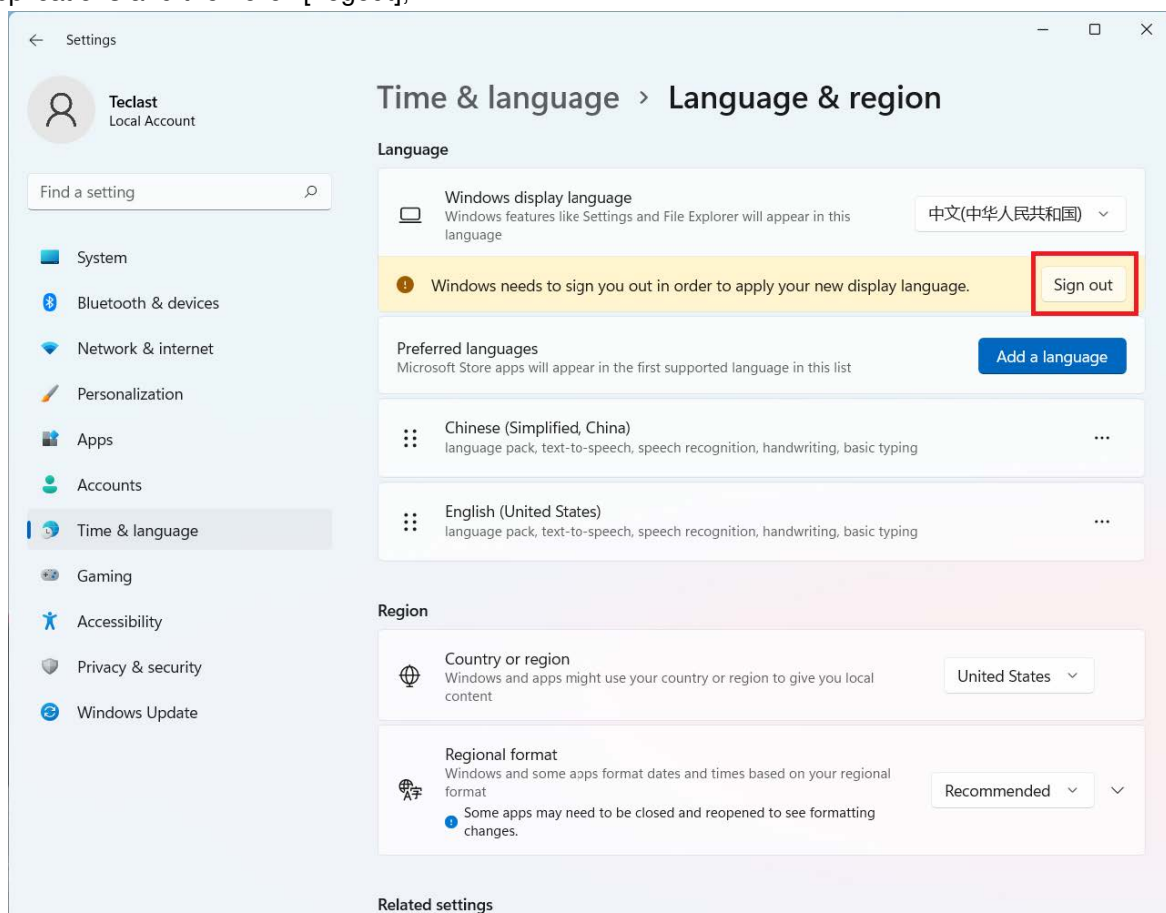 Settings
Teclast
Local Account
Find a setting
System
Bluetooth & devices
Network & internet
Personalization
Apps
Accounts
Time & language
Gaming
Accessibility
Privacy & security
Windows Update
Time & language > Language & region
Language
Windows display language
Windows features like Settings and File Explorer will appear in this
language
中文(中华人民共和国)
Windows needs to sign you out in order to apply your new display language.
Sign out
Preferred languages
Microsoft Store apps will appear in the first supported language in this list
Add a language
Chinese (Simplified, China)
language pack, text-to-speech, speech recognition, handwriting, basic typing
English (United States)
language pack, text-to-speech, speech recognition, handwriting, basic typing
Region
Country or region
Windows and apps might use your country or region to give you local
content
United States
Regional format
Windows and some apps format dates and times based on your regional
format
Some apps may need to be closed and reopened to see formatting
changes.
Recommended
Related settings